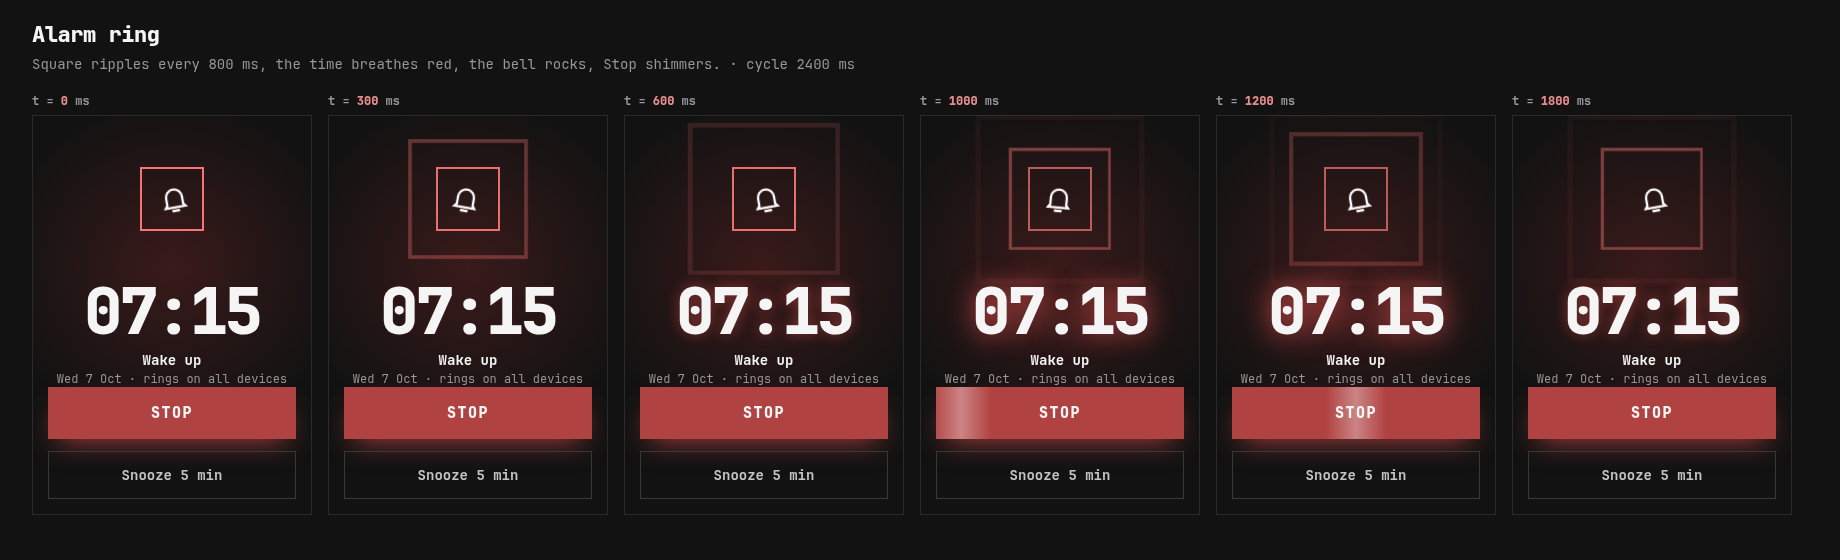 Alarm ring
Square ripples every 800 ms, the time breathes red, the bell rocks, Stop shimmers. · cycle 2400 ms
t = 0 ms
07:15
Wake up
Wed 7 Oct · rings on all devices
STOP
Snooze 5 min
t = 300 ms
07:15
Wake up
Wed 7 Oct · rings on all devices
STOP
Snooze 5 min
t = 600 ms
07:15
Wake up
Wed 7 Oct · rings on all devices
STOP
Snooze 5 min
t = 1000 ms
07:15
Wake up
Wed 7 Oct · rings on all devices
STOP
Snooze 5 min
t = 1200 ms
07:15
Wake up
Wed 7 Oct · rings on all devices
STOP
Snooze 5 min
t = 1800 ms
07:15
Wake up
Wed 7 Oct · rings on all devices
STOP
Snooze 5 min